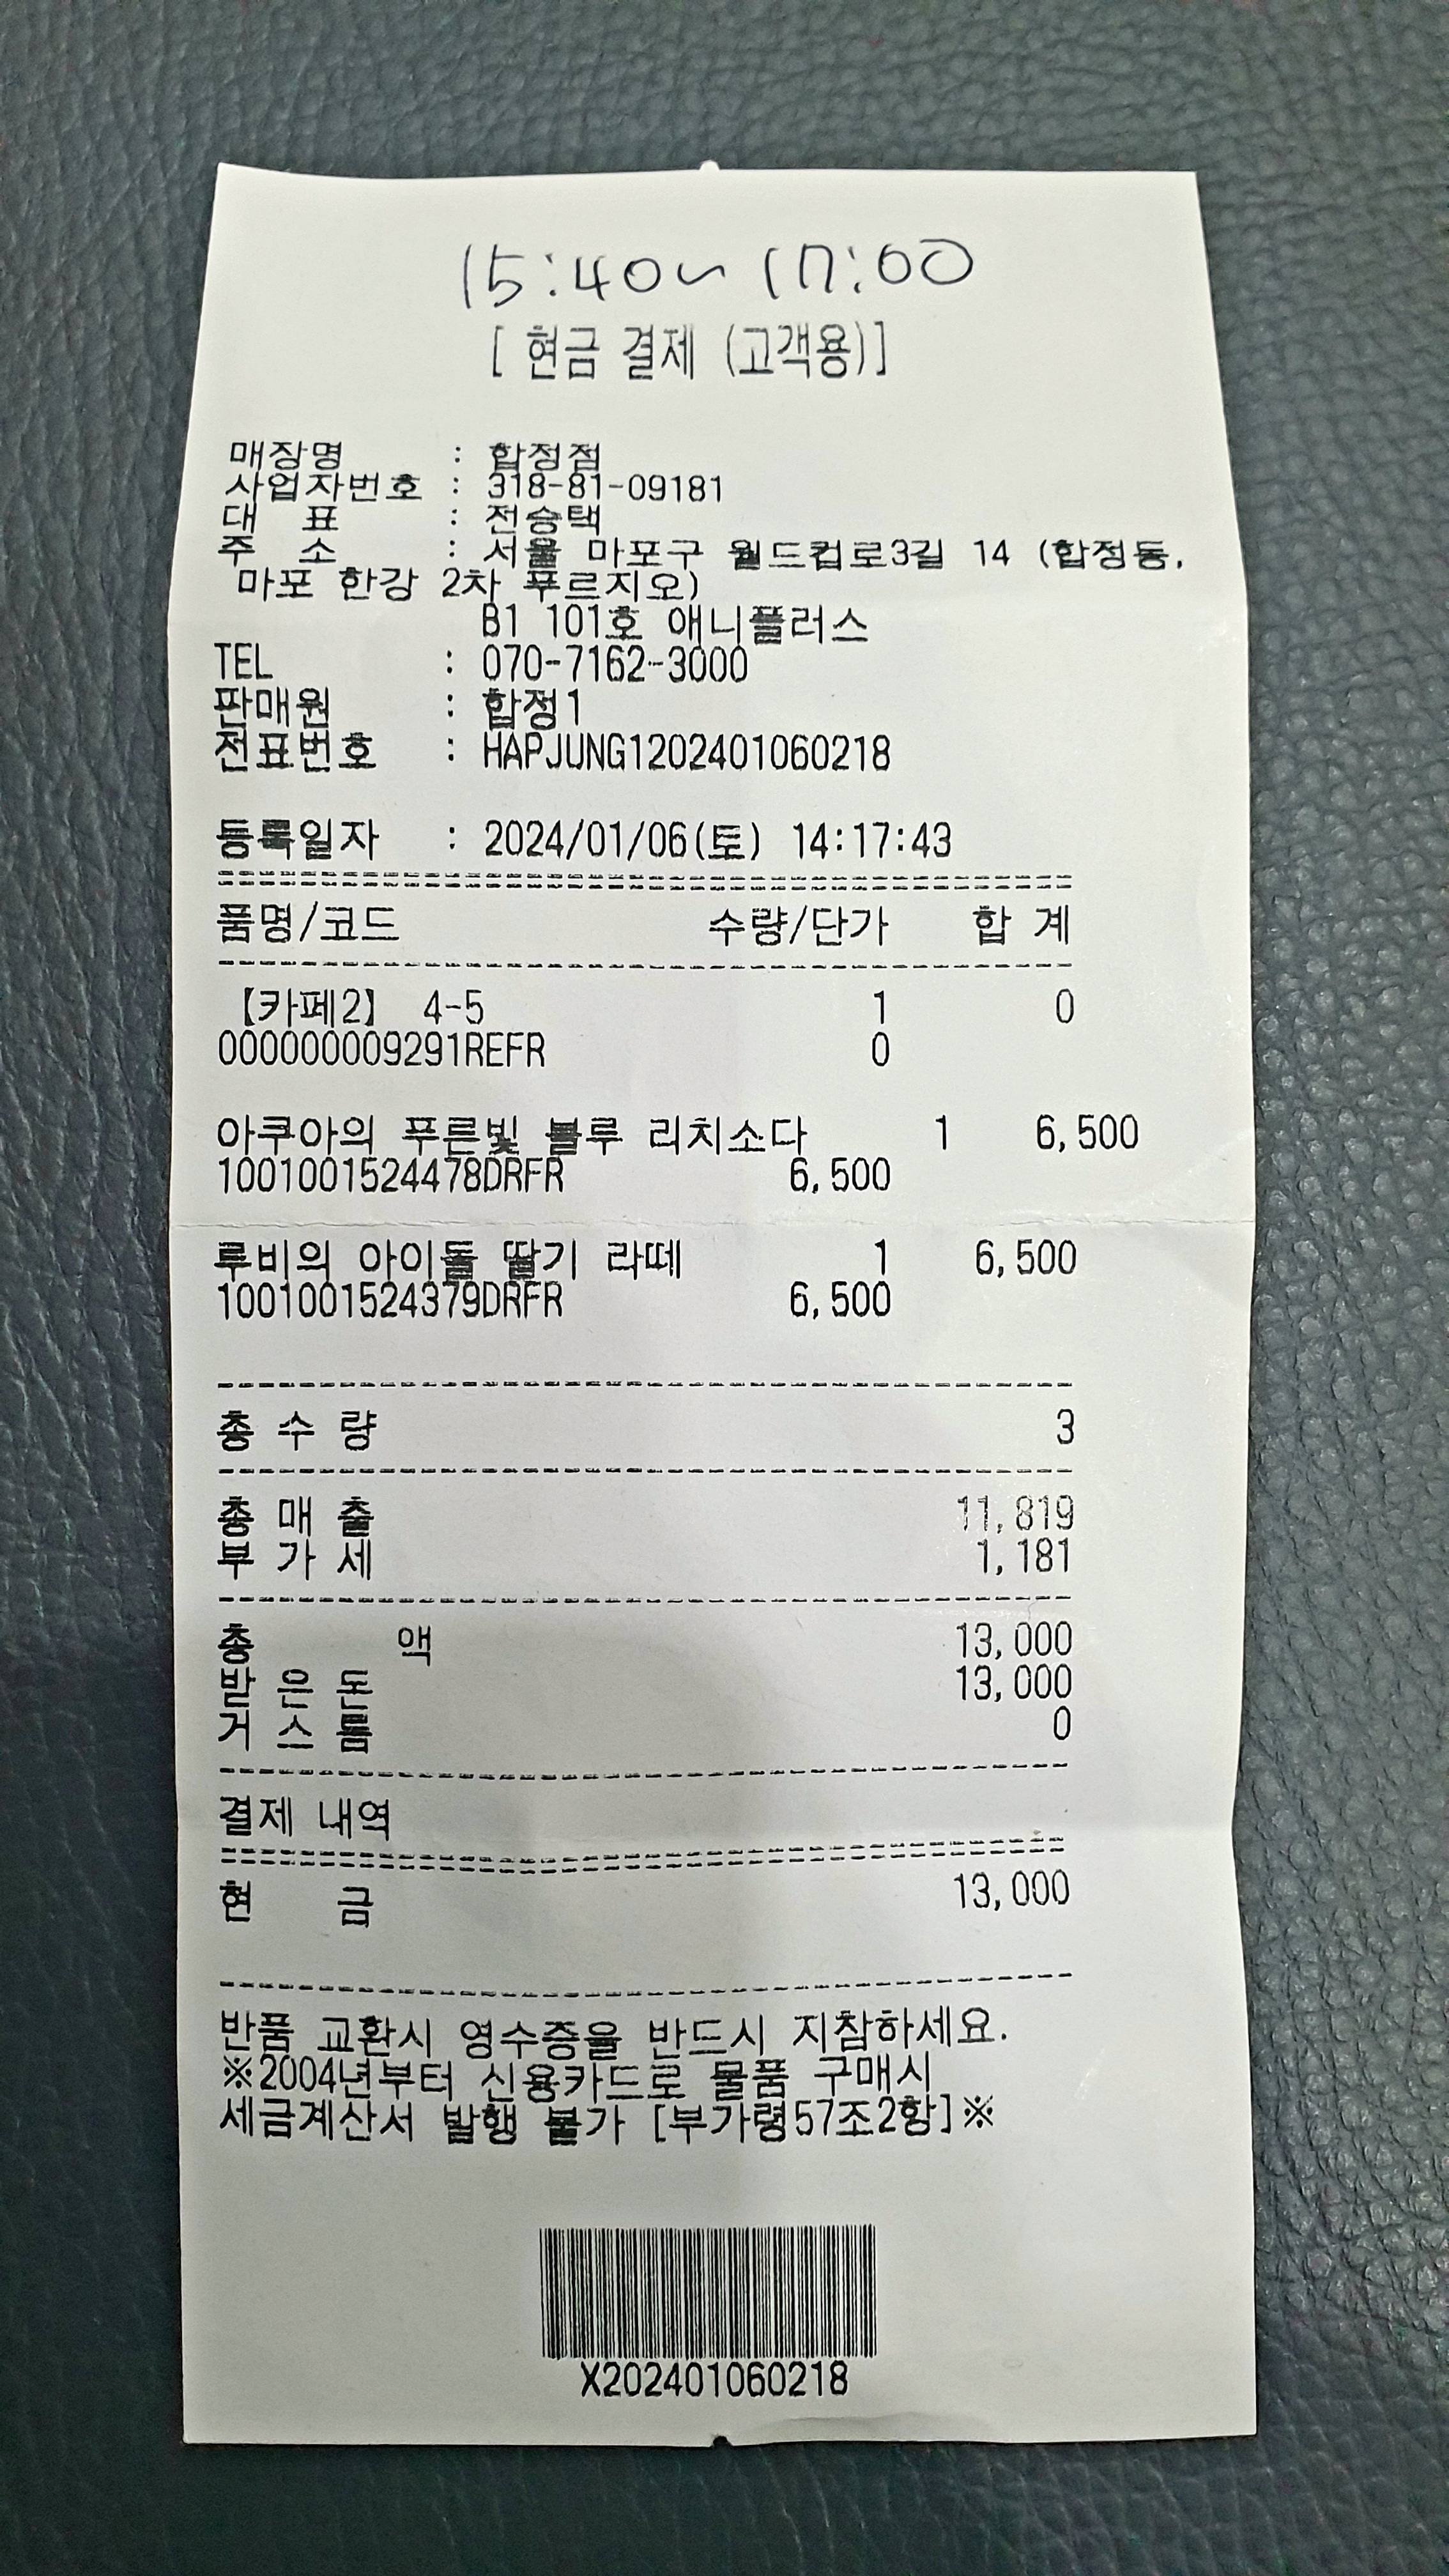 15:40~17:00
[ 현금 결제 (고객용)]
매장명 : 합정점
사업자번호 : 318-81-09181
대 표 : 전승택
주 소 : 서울 마포구 월드컵로3길 14 (합정동,
마포 한강 2차 푸르지오)
B1 101호 애니플러스
TEL : 070-7162-3000
판매원 : 합정1
전표번호 : HAPJUNG1202401060218
등록일자 : 2024/01/06(토) 14:17:43
품명/코드 수량/단가 합 계
【카페2】 4-5 1 0
000000009291REFR 0
아쿠아의 푸른빛 블루 리치소다 1 6,500
1001001524478DRFR 6,500
루비의 아이돌 딸기 라떼 1 6,500
1001001524379DRFR 6,500
총 수 량 3
총 매 출 11,819
부 가 세 1,181
총 액 13,000
받 은 돈 13,000
거 스 름 0
결제 내역
현 금 13,000
반품 교환시 영수증을 반드시 지참하세요.
※2004년부터 신용카드로 물품 구매시
세금계산서 발행 불가 [부가령57조2항]※
X202401060218